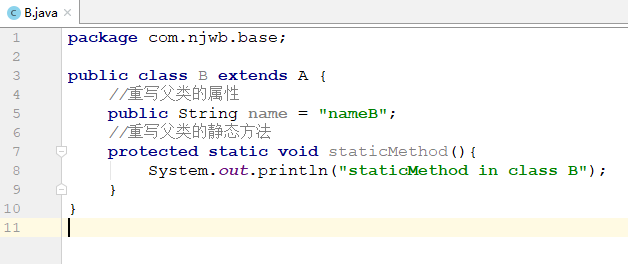 B.java
1 package com.njwb.base;
2
3 public class B extends A {
4 //重写父类的属性
5 public String name = "nameB";
6 //重写父类的静态方法
7 protected static void staticMethod(){
8 System.out.println("staticMethod in class B");
9 }
10 }
11